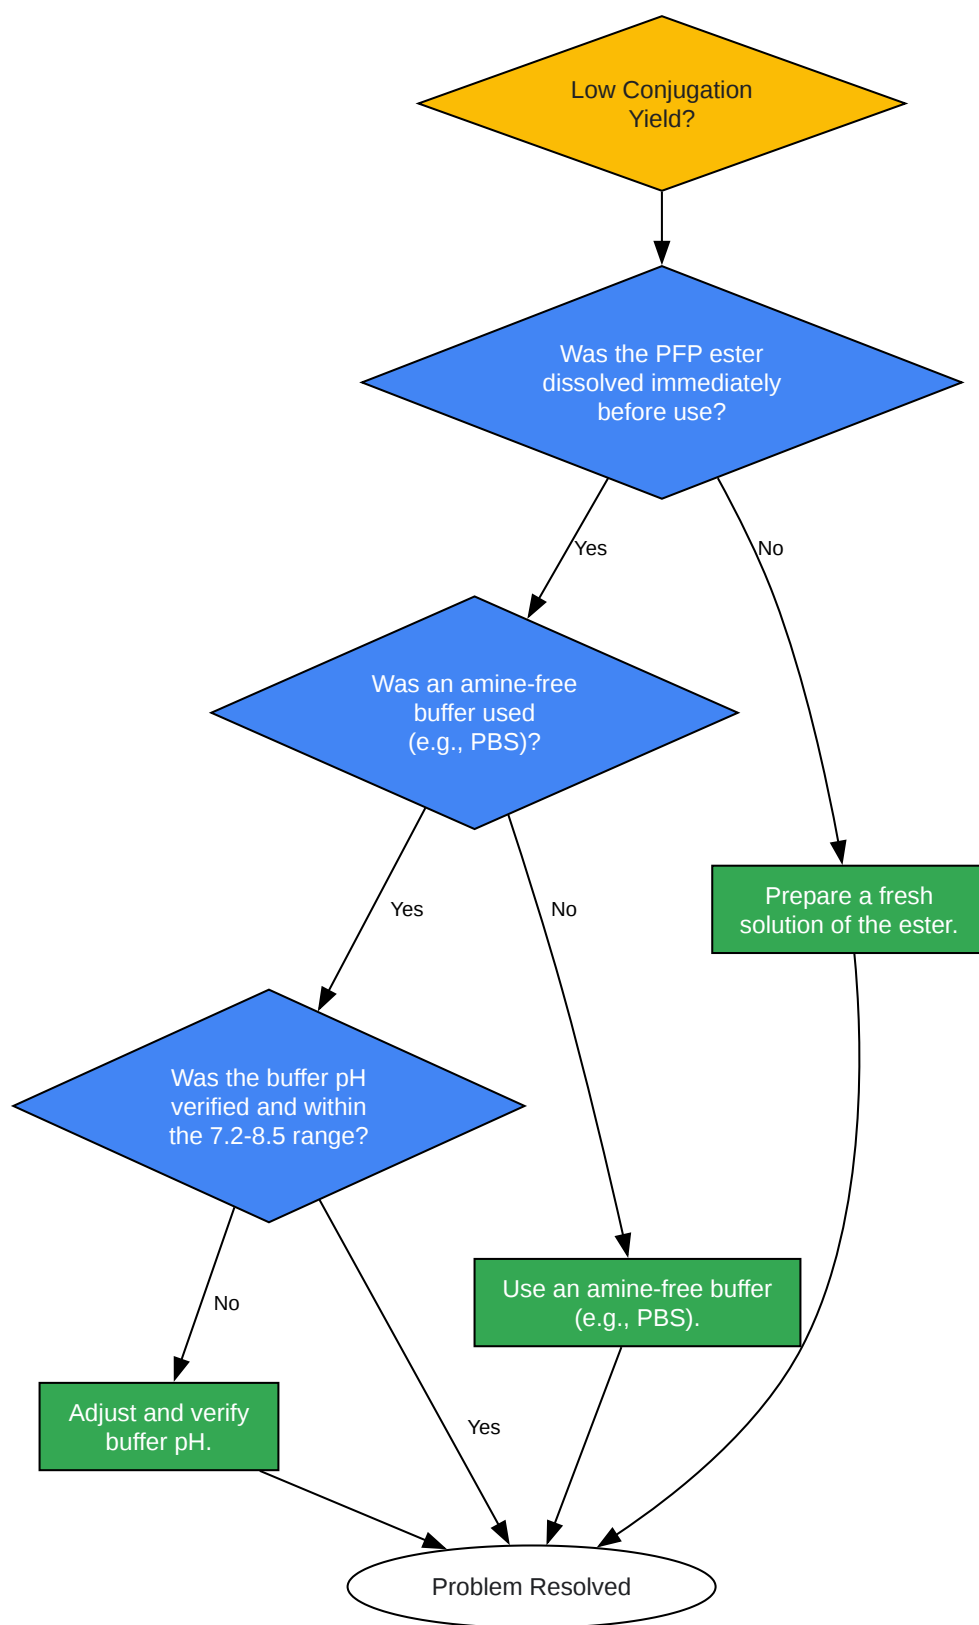 Low Conjugation
Yield?
Was the PFP ester
dissolved immediately
before use?
Yes
No
Was an amine-free
buffer used
(e.g., PBS)?
Prepare a fresh
solution of the ester.
Yes
No
Was the buffer pH
verified and within
the 7.2-8.5 range?
Use an amine-free buffer
(e.g., PBS).
No
Adjust and verify
buffer pH.
Yes
Problem Resolved